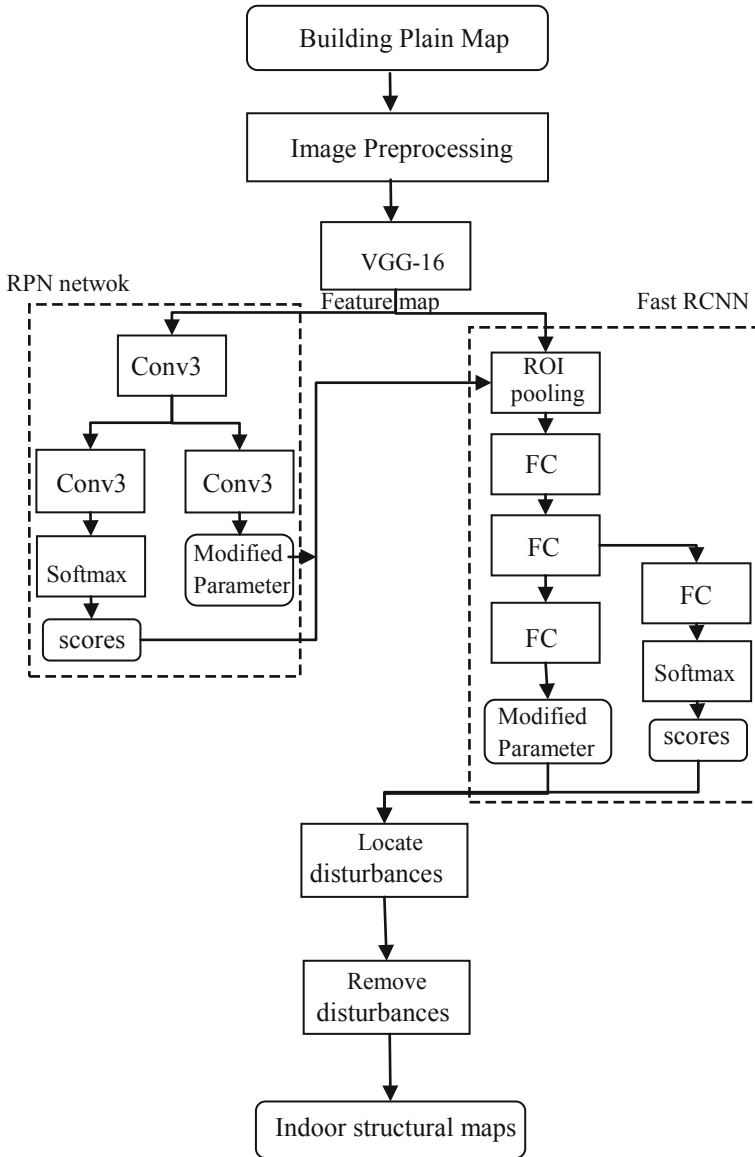 Building Plain Map
Image Preprocessing
VGG-16
RPN netwok
Feature map
Fast RCNN
Conv3
ROI
pooling
Conv3
Conv3
FC
Softmax
Modified
Parameter
FC
FC
scores
FC
Softmax
Modified
Parameter
scores
Locate
disturbances
Remove
disturbances
Indoor structural maps